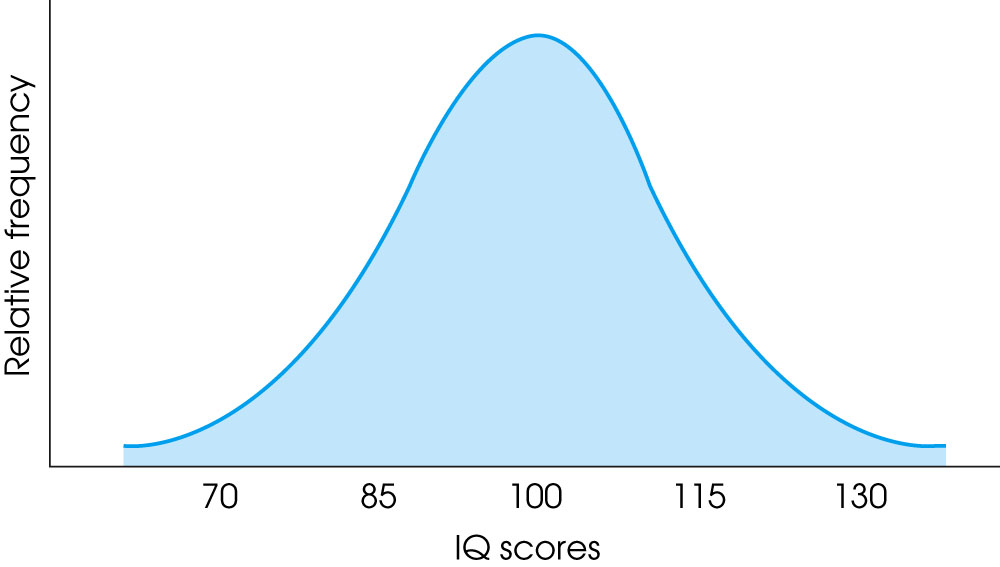 Relative frequency
70 85 100 115 130
IQ scores